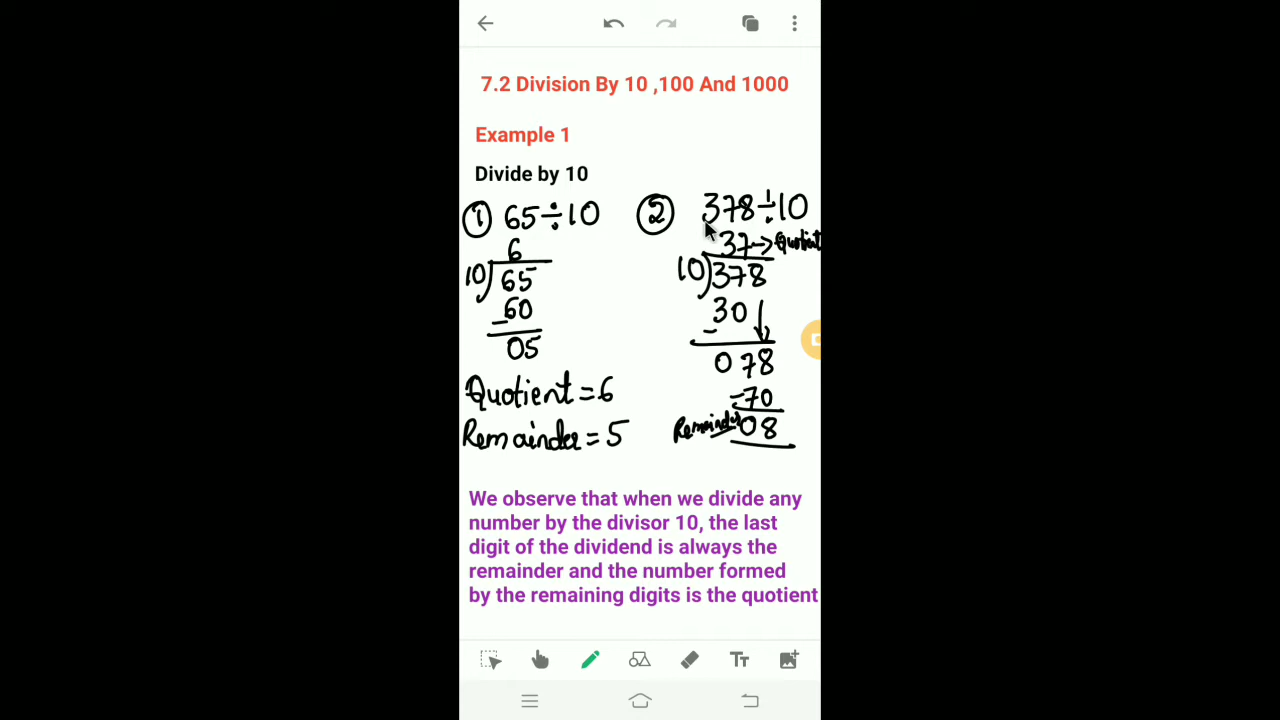 7.2 Division By 10 ,100 And 1000
Example 1
Divide by 10
① 65÷10
6
10)65
-60
05
Quotient=6
Remainder=5
② 378÷10
37→Quotient
10)378
-30
078
-70
Remainder 08
We observe that when we divide any
number by the divisor 10, the last
digit of the dividend is always the
remainder and the number formed
by the remaining digits is the quotient
Tт